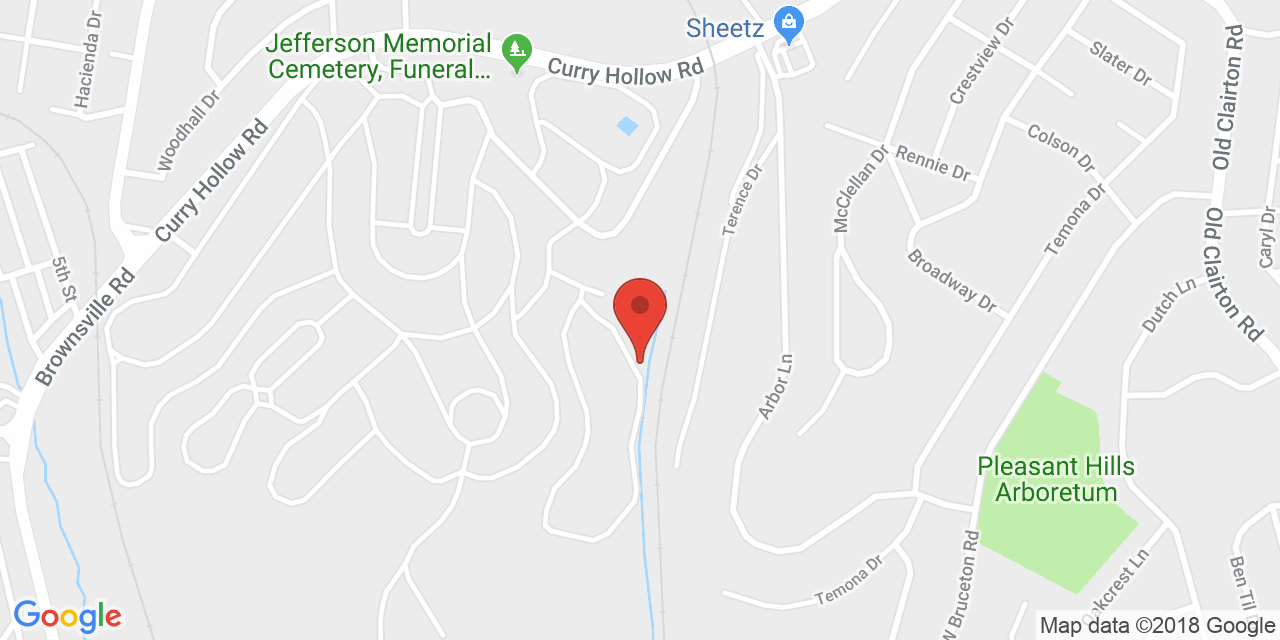 Sheetz
Jefferson Memorial
Cemetery, Funeral...
Curry Hollow Rd
Hacienda Dr
Woodhall Dr
Curry Hollow Rd
5th St
Brownsville Rd
Crestview Dr
Slater Dr
Old Clairton Rd
Colson Dr
Rennie Dr
McClellan Dr
Terence Dr
Temona Dr
Old Clairton Rd
Caryl Dr
Broadway Dr
Dutch Ln
Arbor Ln
Pleasant Hills
Arboretum
Temona Dr
W Bruceton Rd
Oakcrest Ln
Ben Til D
Google
Map data ©2018 Google